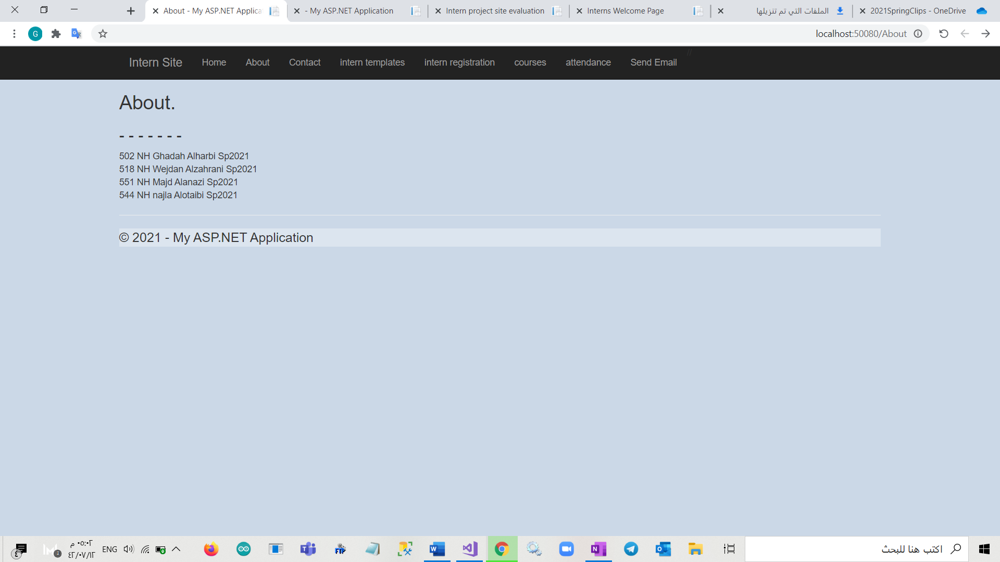 About - My ASP.NET Applica
- My ASP.NET Application
Intern project site evaluation
Interns Welcome Page
الملفات التي تم تنزيلها
2021SpringClips - OneDrive
G
localhost:50080/About
Intern Site
Home
About
Contact
intern templates
intern registration
courses
attendance
Send Email
//
About.
- - - - - - -
502 NH Ghadah Alharbi Sp2021
518 NH Wejdan Alzahrani Sp2021
551 NH Majd Alanazi Sp2021
544 NH najla Alotaibi Sp2021
© 2021 - My ASP.NET Application
٠٥:٠٢ م
٤٢/٠٧/١٢
ENG
FTP
اكتب هنا للبحث